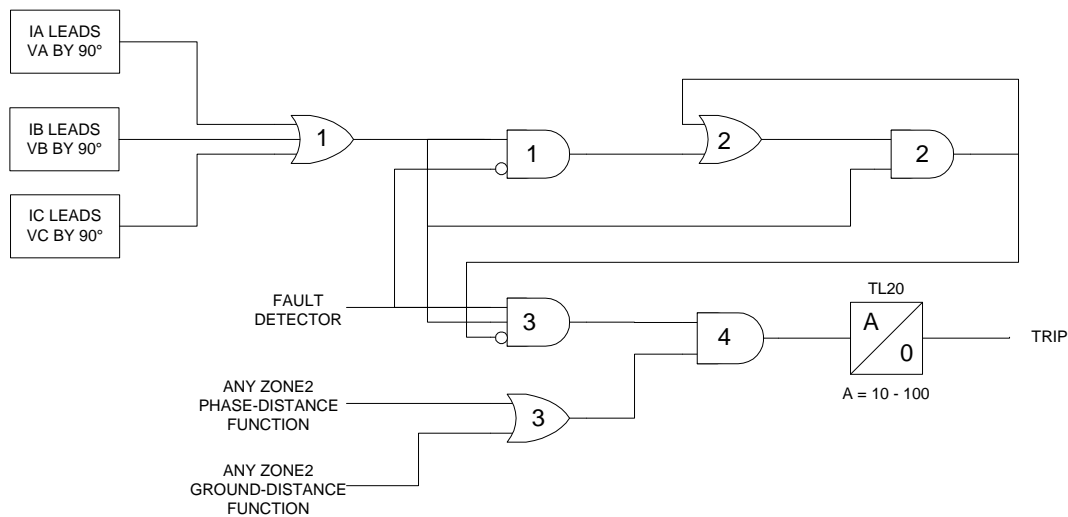 IA LEADS
VA BY 90°
IB LEADS
VB BY 90°
IC LEADS
VC BY 90°
1
1
2
2
FAULT
DETECTOR
3
4
TL20
A
0
A = 10 - 100
TRIP
ANY ZONE2
PHASE-DISTANCE
FUNCTION
3
ANY ZONE2
GROUND-DISTANCE
FUNCTION